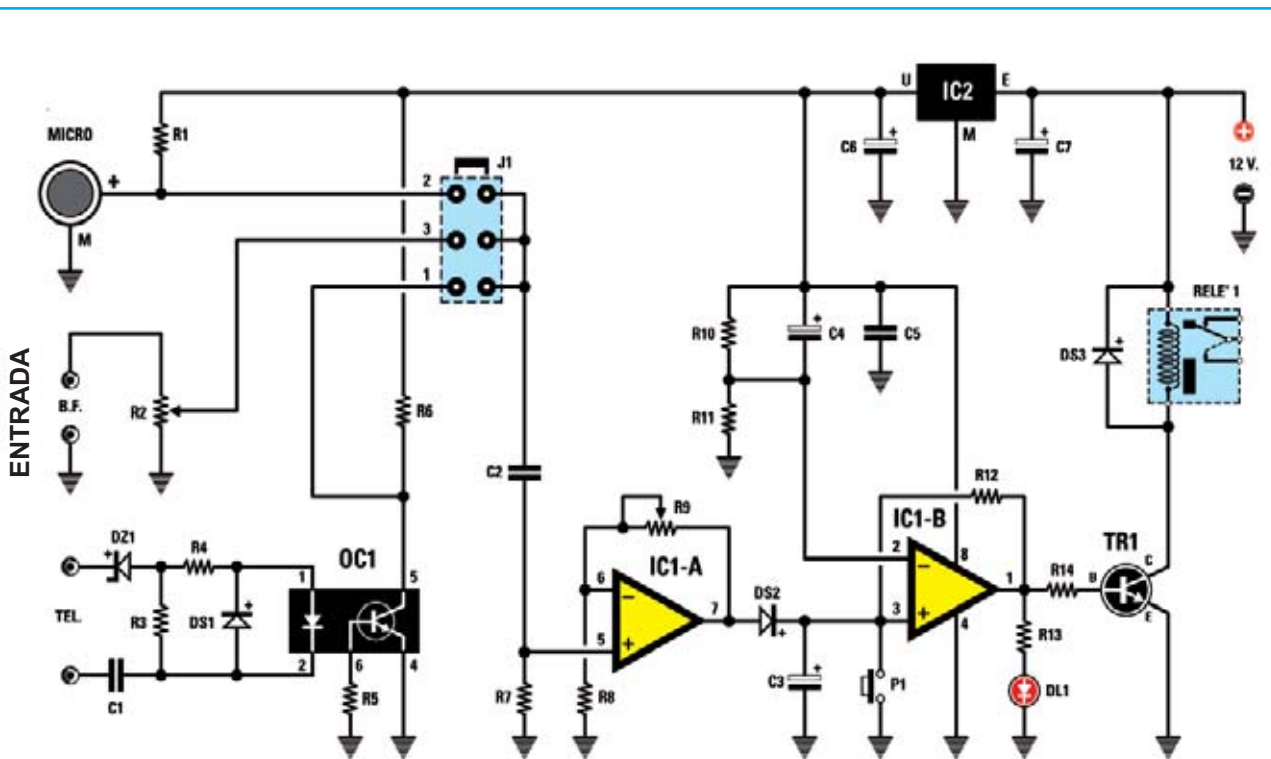 U
IC2
E
M
C6
+
C7
+
+
12 V.
-
MICRO
+
M
R1
J1
2
3
1
ENTRADA
B.F.
R2
R6
C2
R10
R11
C4
+
C5
DS3
+
RELE' 1
DZ1
+
R4
OC1
1
5
TEL.
R3
DS1
+
2
6
4
C1
R5
R7
R8
R9
IC1-A
6
-
5
+
7
DS2
+
C3
+
P1
R12
IC1-B
2
-
3
+
8
4
1
R14
R13
DL1
TR1
B
C
E